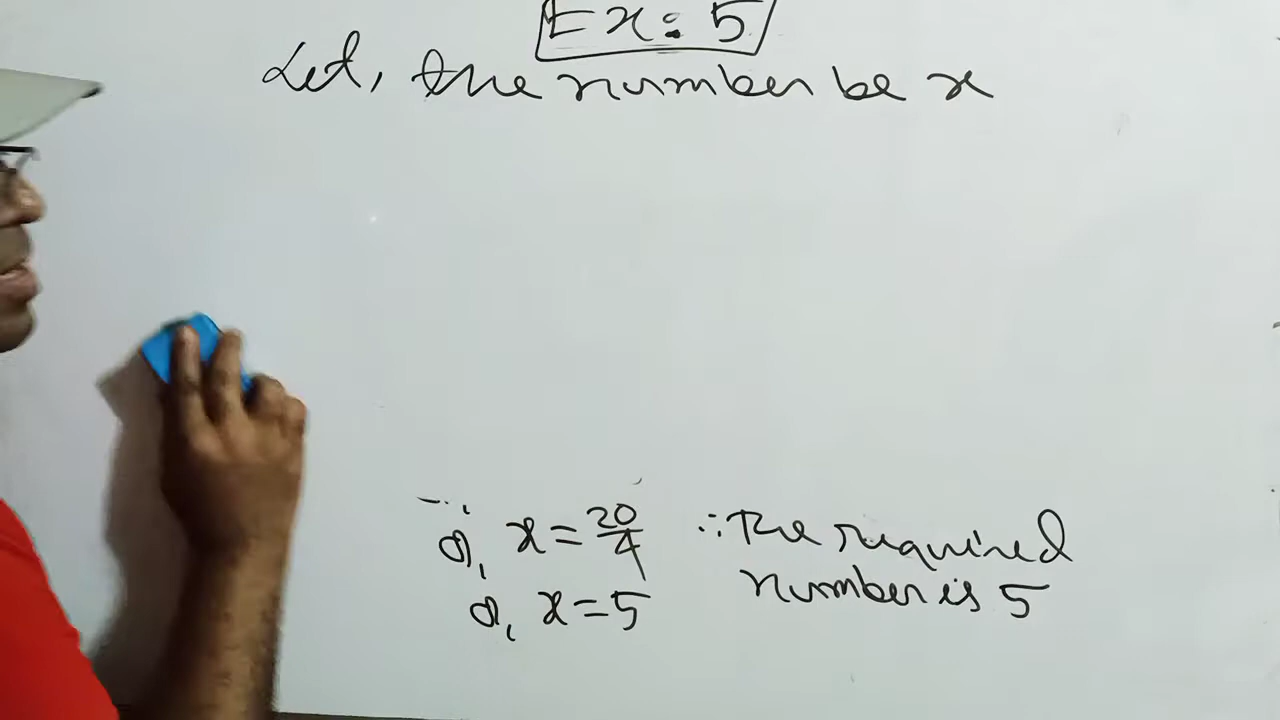 Ex: 5
Let, the number be x
or, x = 20/4 ∴ The required
or, x = 5 number is 5